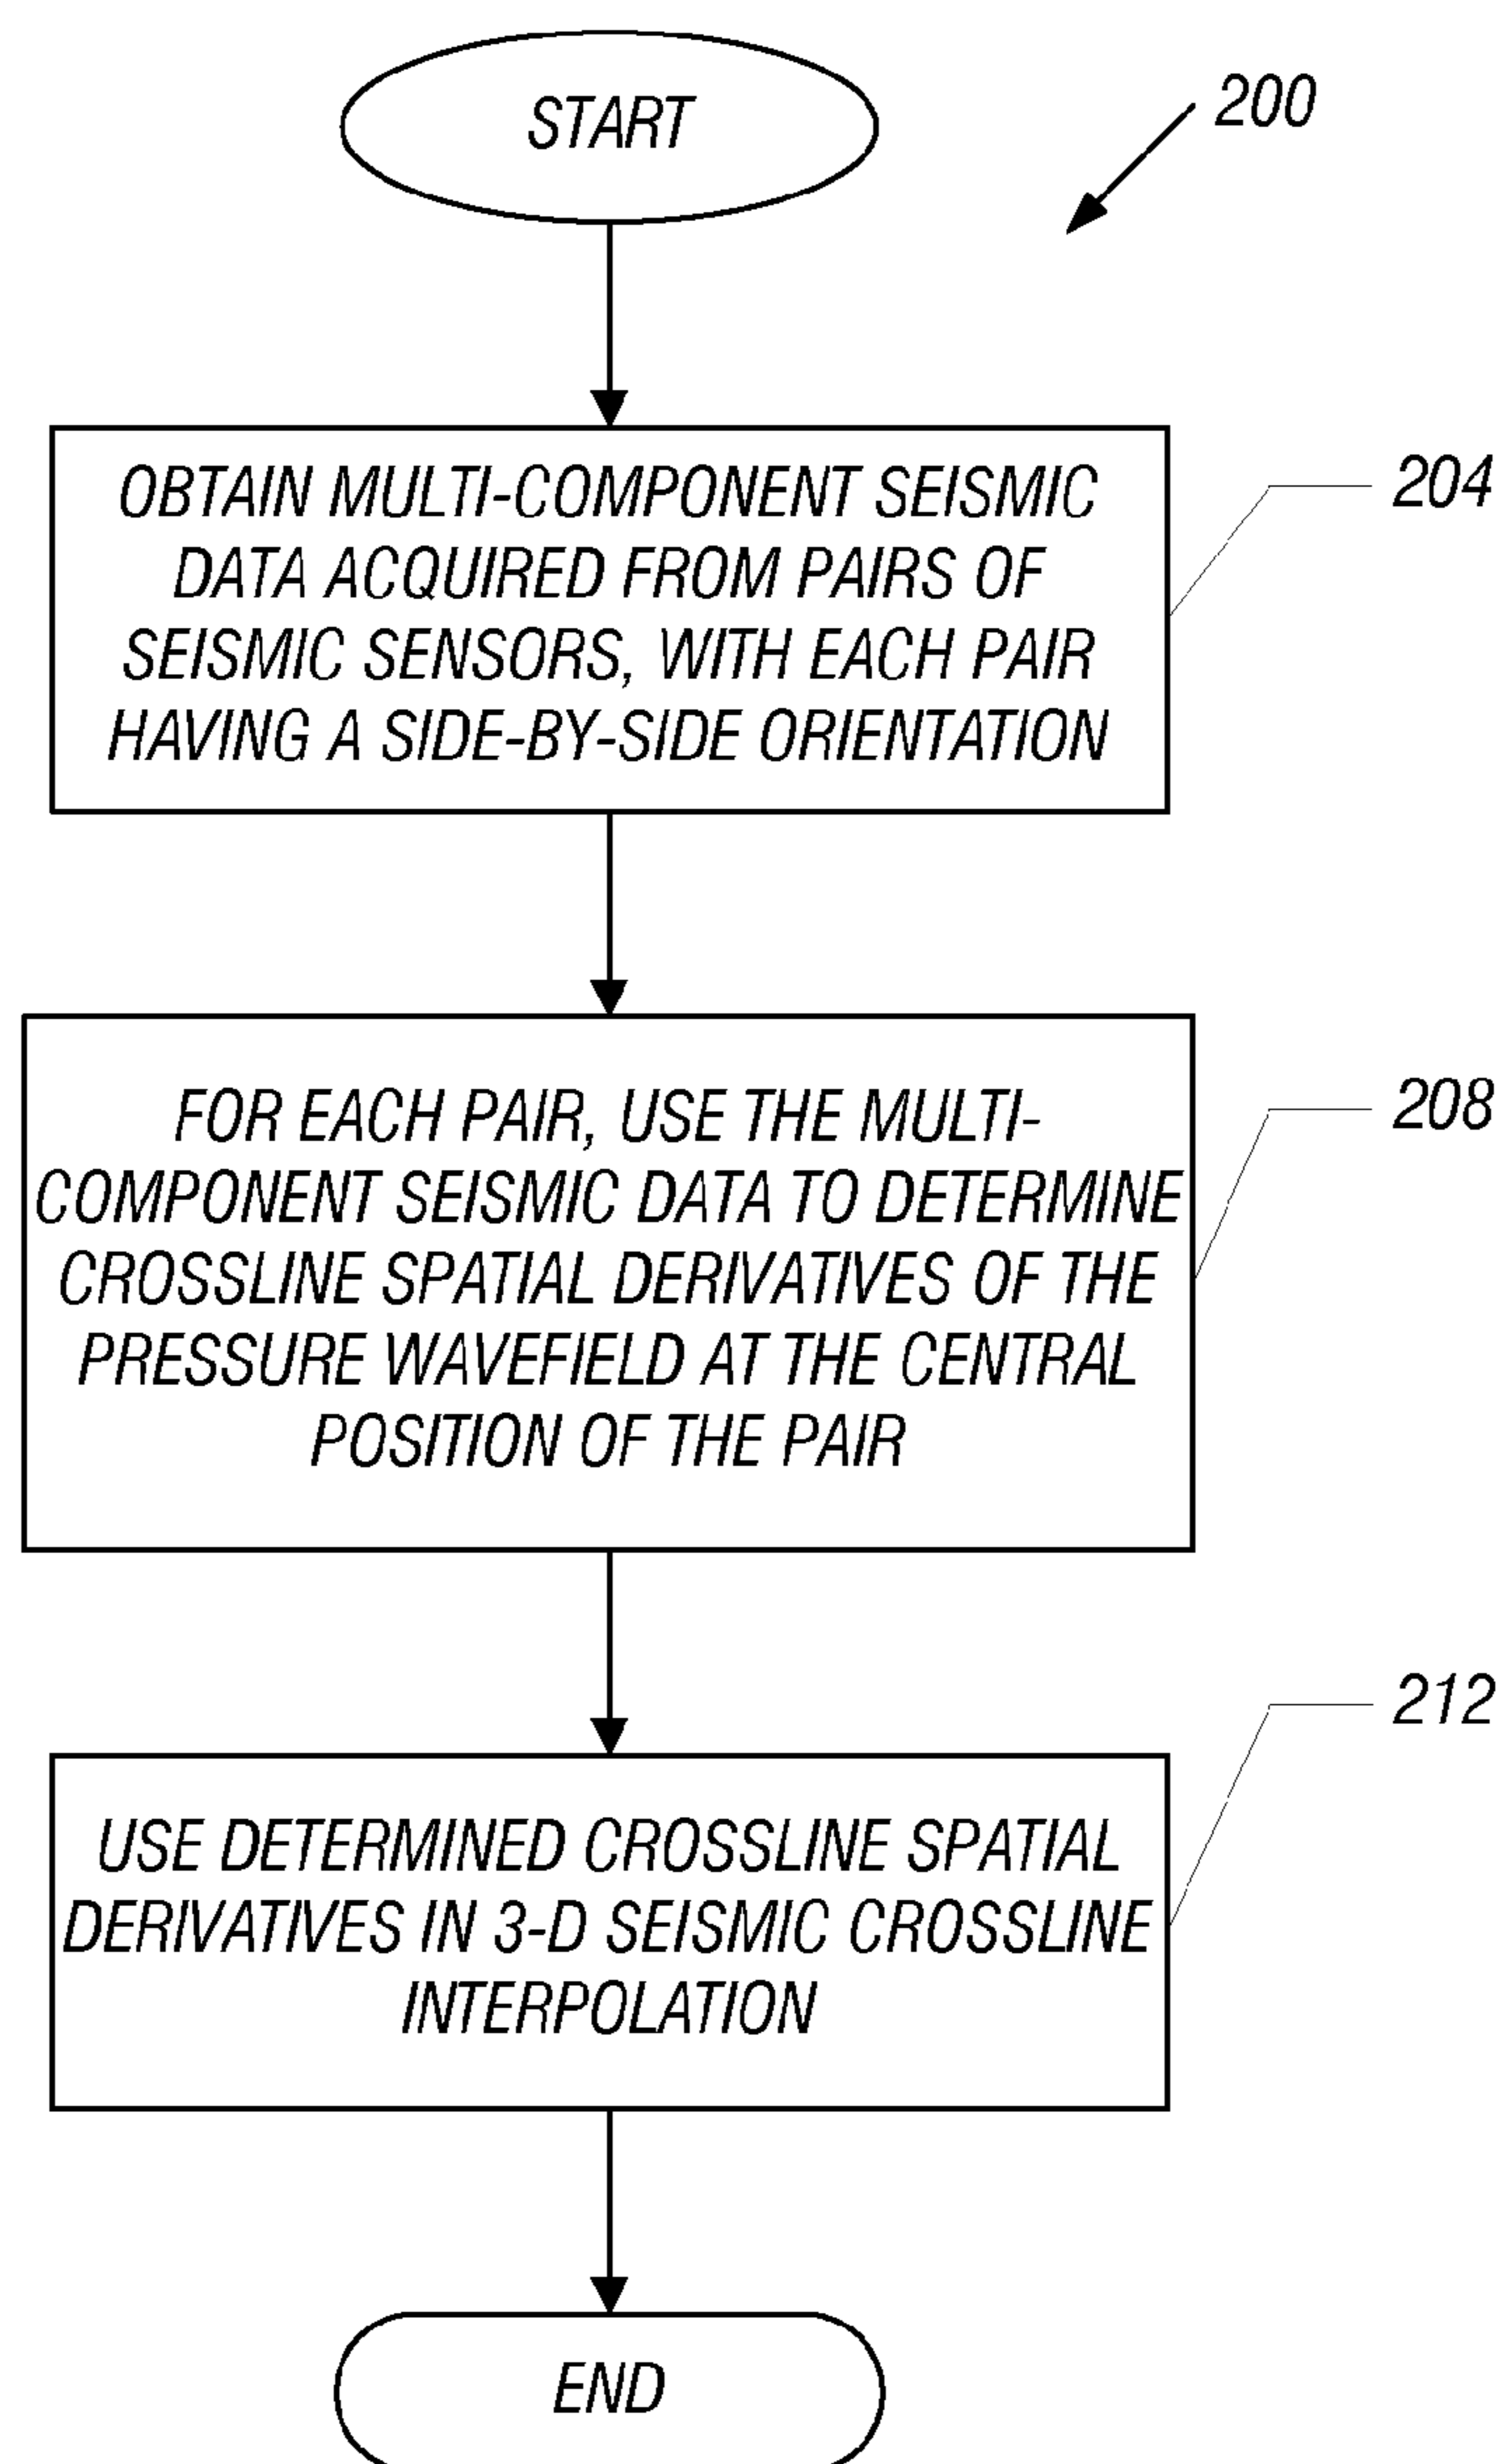 START
200
OBTAIN MULTI-COMPONENT SEISMIC
DATA ACQUIRED FROM PAIRS OF
SEISMIC SENSORS, WITH EACH PAIR
HAVING A SIDE-BY-SIDE ORIENTATION
204
FOR EACH PAIR, USE THE MULTI-
COMPONENT SEISMIC DATA TO DETERMINE
CROSSLINE SPATIAL DERIVATIVES OF THE
PRESSURE WAVEFIELD AT THE CENTRAL
POSITION OF THE PAIR
208
USE DETERMINED CROSSLINE SPATIAL
DERIVATIVES IN 3-D SEISMIC CROSSLINE
INTERPOLATION
212
END